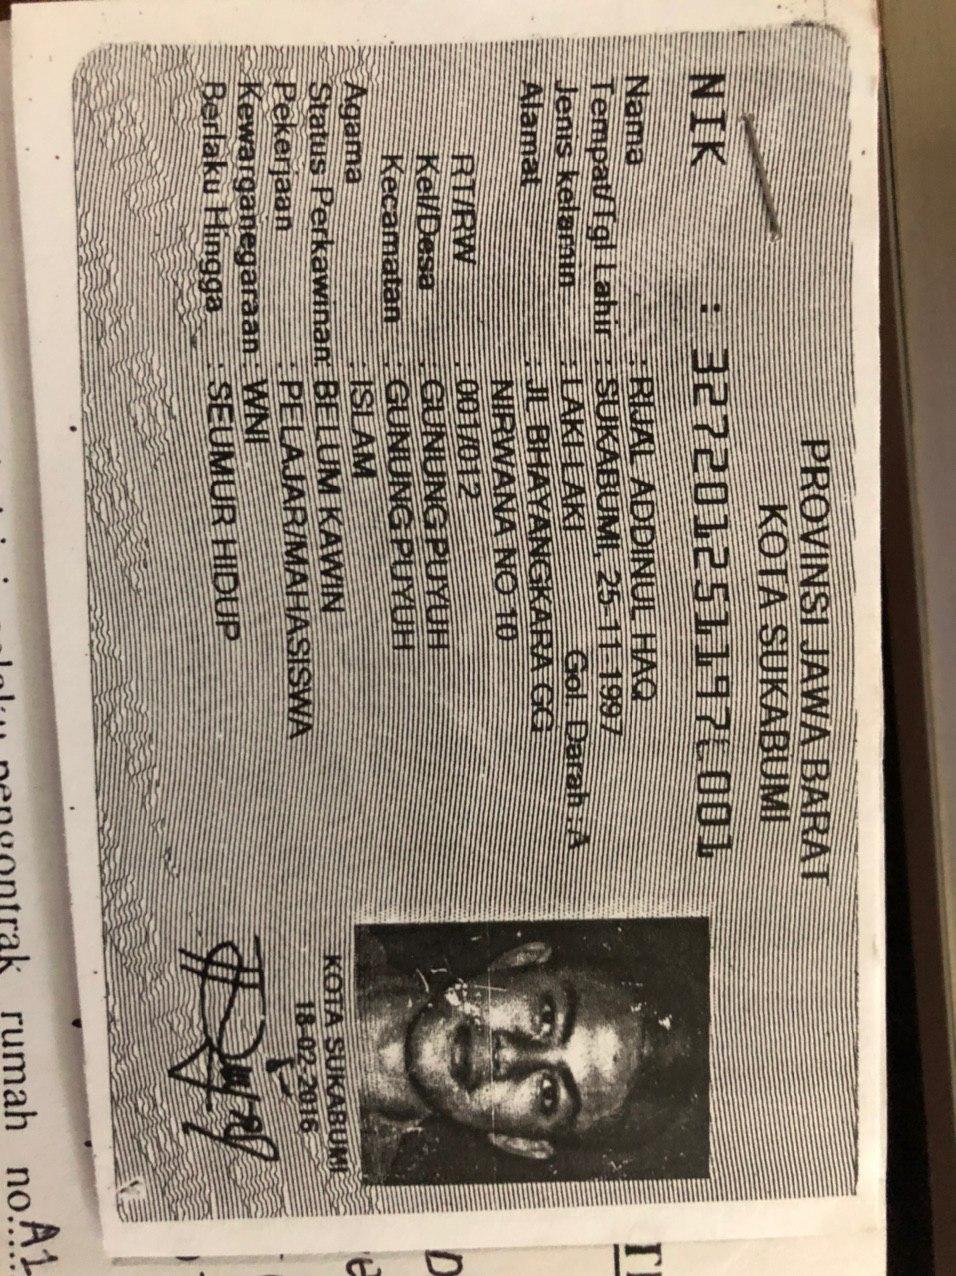 PROVINSI JAWA BARAT
KOTA SUKABUMI
NIK : 327201251197 001
Nama : RIJAL ADDINUL HAQ
Tempat/Tgl Lahir : SUKABUMI, 25-11 1997
Jenis kelamin : LAKI LAKI Gol. Darah : A
Alamat : JL BHAYANGKARA GG
NIRWANA NO 10
RT/RW : 001/012
Kel/Desa : GUNUNG PUYUH
Kecamatan : GUNUNG PUYUH
Agama : ISLAM
Status Perkawinan: BELUM KAWIN
Pekerjaan : PELAJAR/MAHASISWA
Kewarganegaraan : WNI
Berlaku Hingga : SEUMUR HIDUP
KOTA SUKABUMI
18-02-2016
pengontrak rumah no. A1